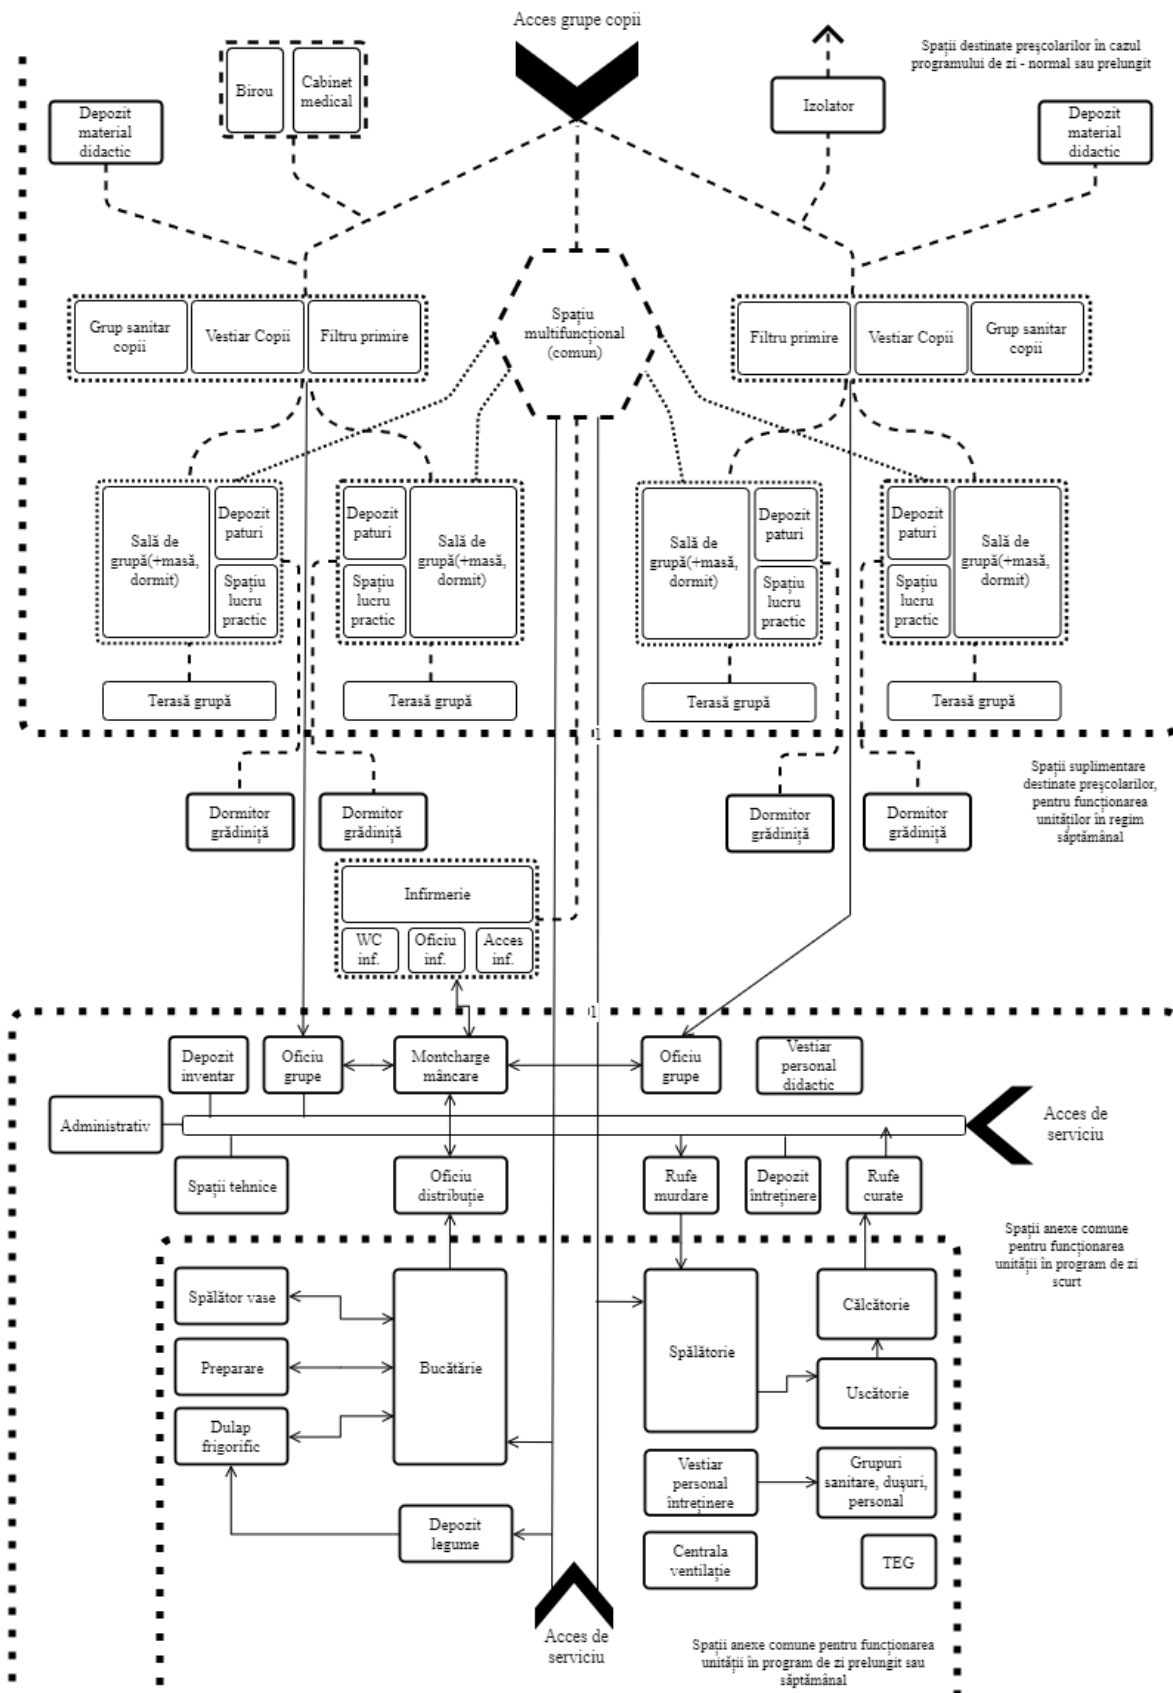 Acces grupe copii
Spații destinate preșcolarilor în cazul
programului de zi - normal sau prelungit
Birou
Cabinet
medical
Izolator
Depozit
material
didactic
Depozit
material
didactic
Grup sanitar
copii
Vestiar Copii
Filtru primire
Spațiu
multifuncțional
(comun)
Filtru primire
Vestiar Copii
Grup sanitar
copii
Sală de
grupă(+masă,
dormit)
Depozit
paturi
Spațiu
lucru
practic
Depozit
paturi
Spațiu
lucru
practic
Sală de
grupă(+masă,
dormit)
Sală de
grupă(+masă,
dormit)
Depozit
paturi
Spațiu
lucru
practic
Depozit
paturi
Spațiu
lucru
practic
Sală de
grupă(+masă,
dormit)
Terasă grupă
Terasă grupă
Terasă grupă
Terasă grupă
1
Spații suplimentare
destinate preșcolarilor,
pentru funcționarea
unităților în regim
săptămânal
Dormitor
grădiniță
Dormitor
grădiniță
Dormitor
grădiniță
Dormitor
grădiniță
Infirmerie
WC
inf.
Oficiu
inf.
Acces
inf.
1
Depozit
inventar
Oficiu
grupe
Montcharge
mâncare
Oficiu
grupe
Vestiar
personal
didactic
Administrativ
Acces de
serviciu
Spații tehnice
Oficiu
distribuție
Rufe
murdare
Depozit
întreținere
Rufe
curate
Spații anexe comune
pentru funcționarea
unității în program de zi
scurt
Spălător vase
Preparare
Dulap
frigorific
Bucătărie
Spălătorie
Călcătorie
Uscătorie
Vestiar
personal
întreținere
Grupuri
sanitare, dușuri,
personal
Depozit
legume
Centrala
ventilație
TEG
Acces de
serviciu
Spații anexe comune pentru funcționarea
unității în program de zi prelungit sau
săptămânal